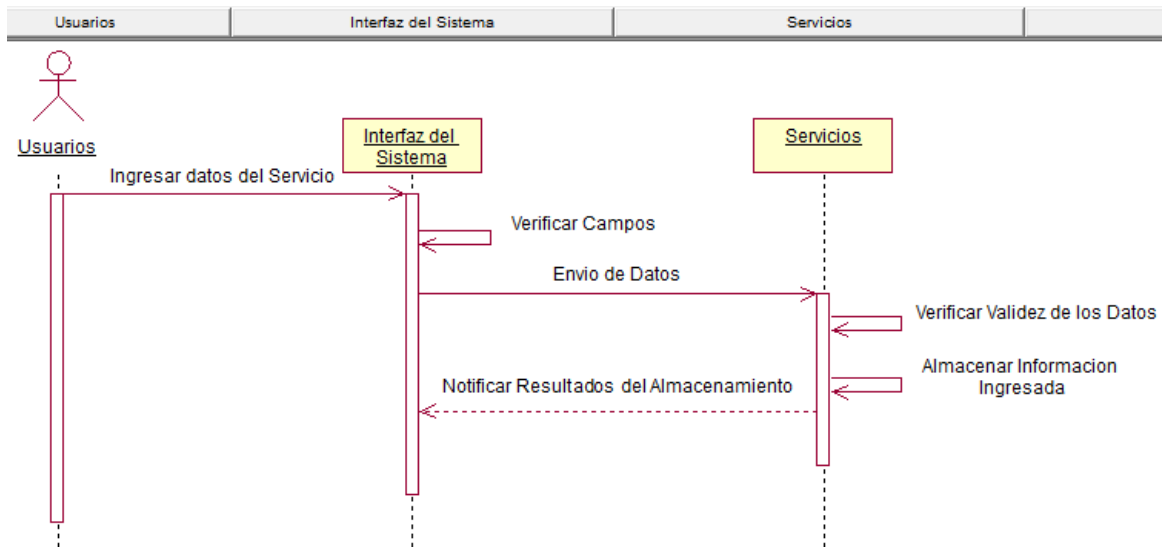 Usuarios
Interfaz del Sistema
Servicios
Usuarios
Interfaz del
Sistema
Servicios
Ingresar datos del Servicio
Verificar Campos
Envio de Datos
Verificar Validez de los Datos
Almacenar Informacion
Ingresada
Notificar Resultados del Almacenamiento